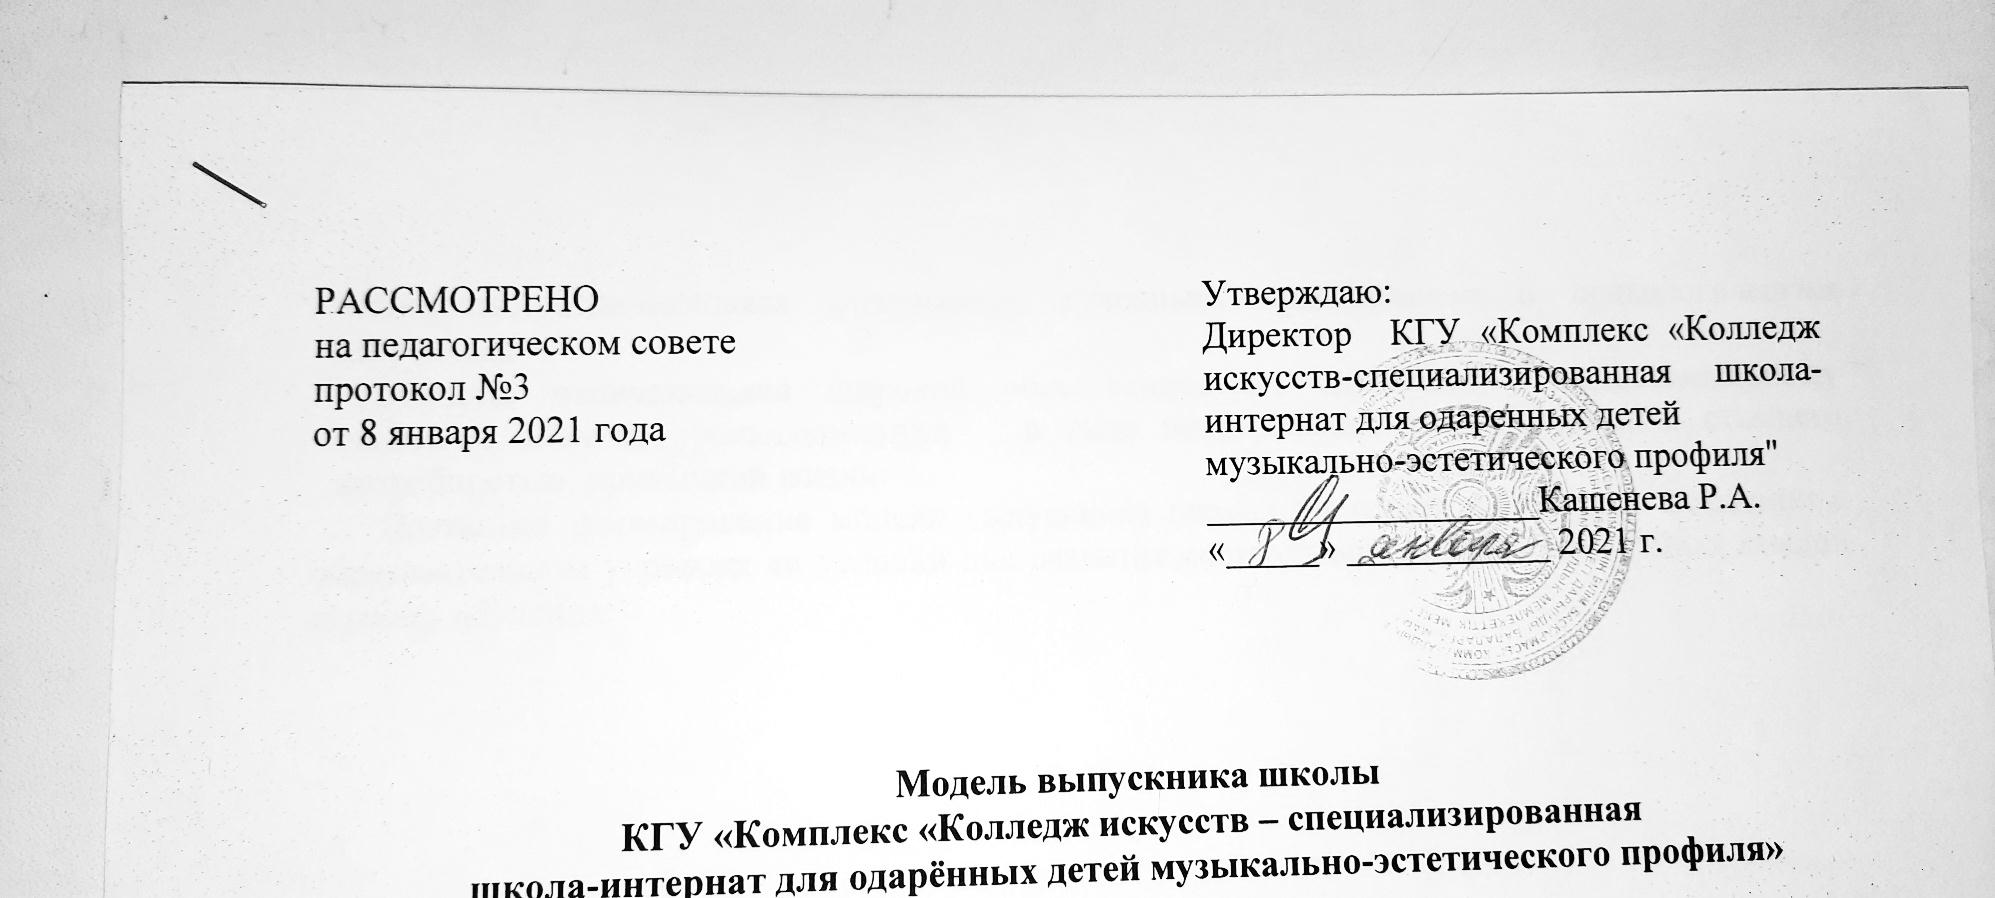 РАССМОТРЕНО
на педагогическом совете
протокол №3
от 8 января 2021 года
Утверждаю:
Директор КГУ «Комплекс «Колледж
искусств-специализированная школа-
интернат для одаренных детей
музыкально-эстетического профиля"
Кашенева Р.А.
« 8 » января 2021 г.
Модель выпускника школы
КГУ «Комплекс «Колледж искусств – специализированная
школа-интернат для одарённых детей музыкально-эстетического профиля»